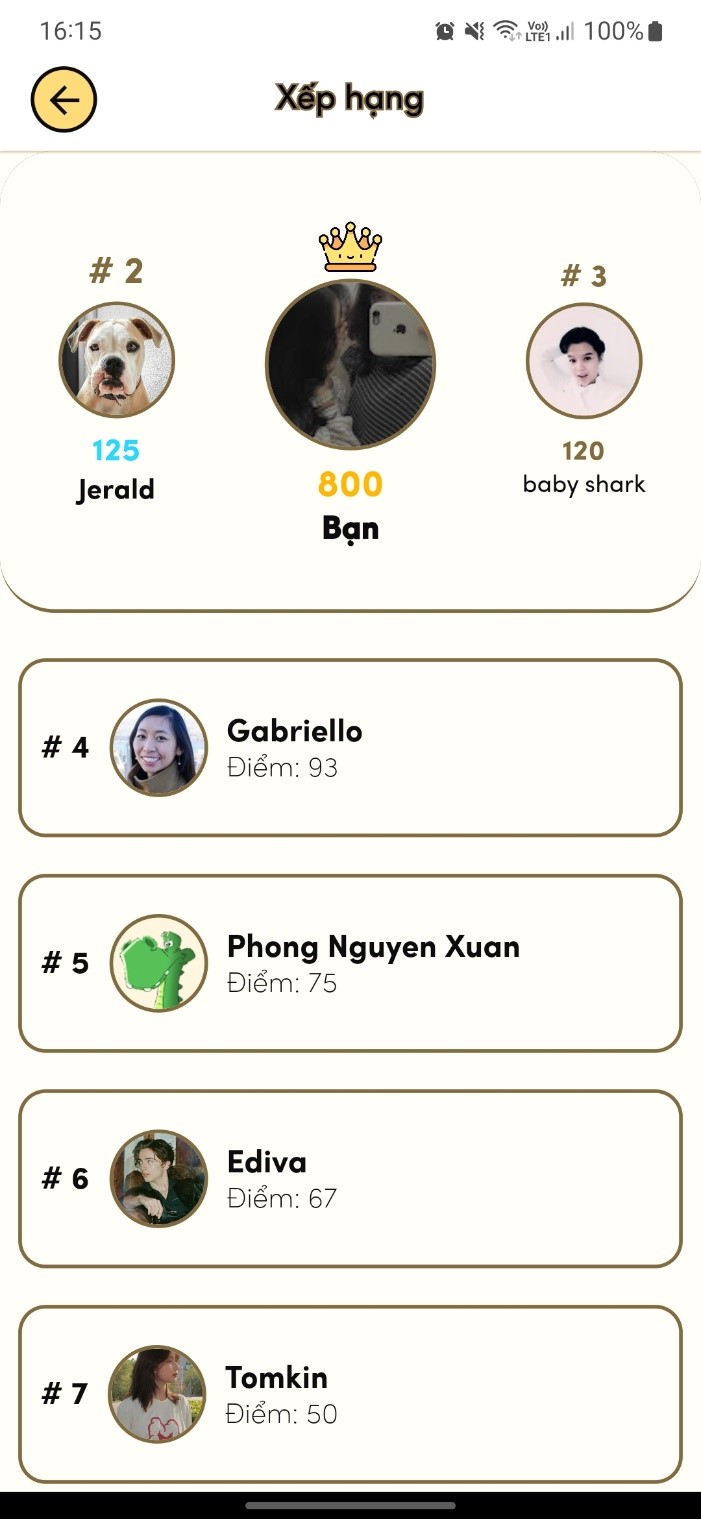 16:15
Vo))
LTE1
100%
Xếp hạng
# 2
# 3
125
Jerald
800
Bạn
120
baby shark
# 4
Gabriello
Điểm: 93
# 5
Phong Nguyen Xuan
Điểm: 75
# 6
Ediva
Điểm: 67
# 7
Tomkin
Điểm: 50